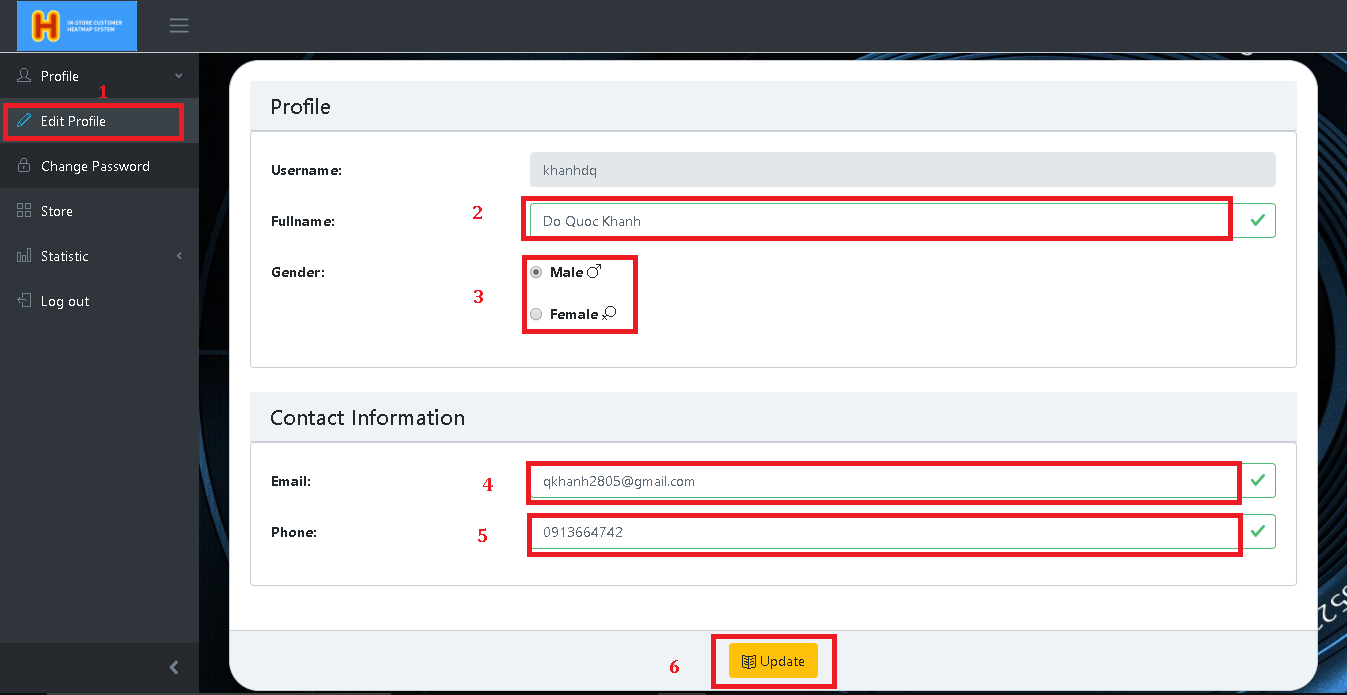 IN-STORE CUSTOMER
HEATMAP SYSTEM
Profile
1
Edit Profile
Change Password
Store
Statistic
Log out
Profile
Username:
khanhdq
2
Fullname:
Do Quoc Khanh
Gender:
Male
3
Female
Contact Information
Email:
4
qkhanh2805@gmail.com
Phone:
5
0913664742
6
Update